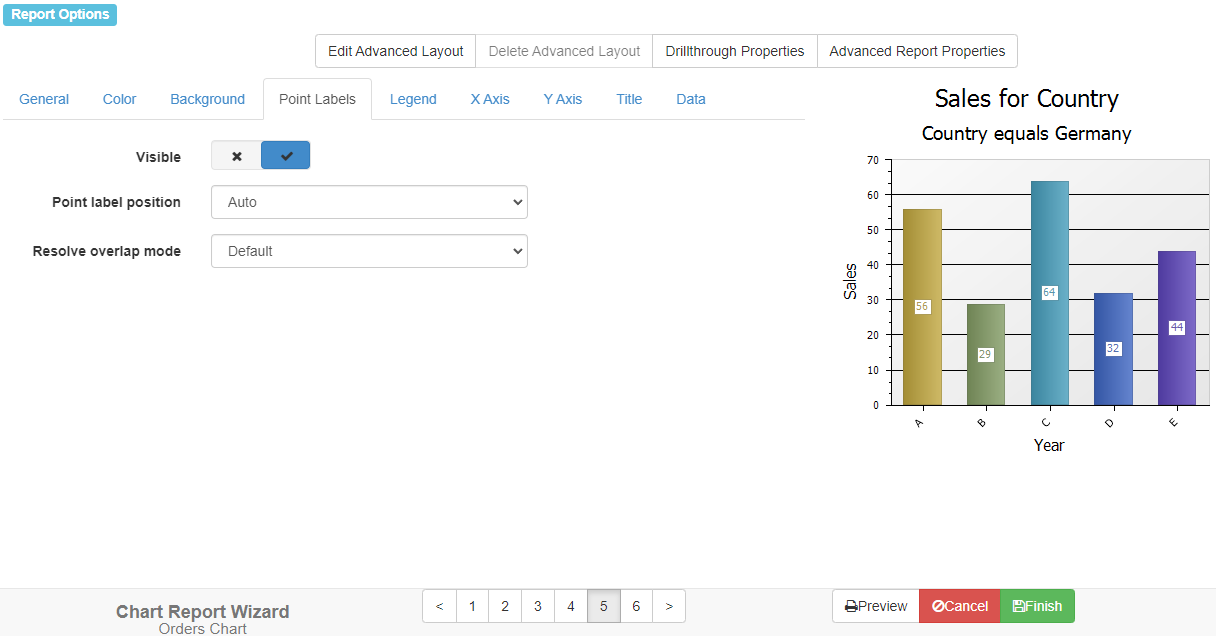 Report Options
Edit Advanced Layout Delete Advanced Layout Drillthrough Properties Advanced Report Properties
General Color Background Point Labels Legend X Axis Y Axis Title Data
Visible
Point label position Auto
Resolve overlap mode Default
Sales for Country
Country equals Germany
70
60
50
40
30
20
10
0
Sales
56
29
64
32
44
A B C D E
Year
Chart Report Wizard
Orders Chart
< 1 2 3 4 5 6 >
Preview Cancel Finish